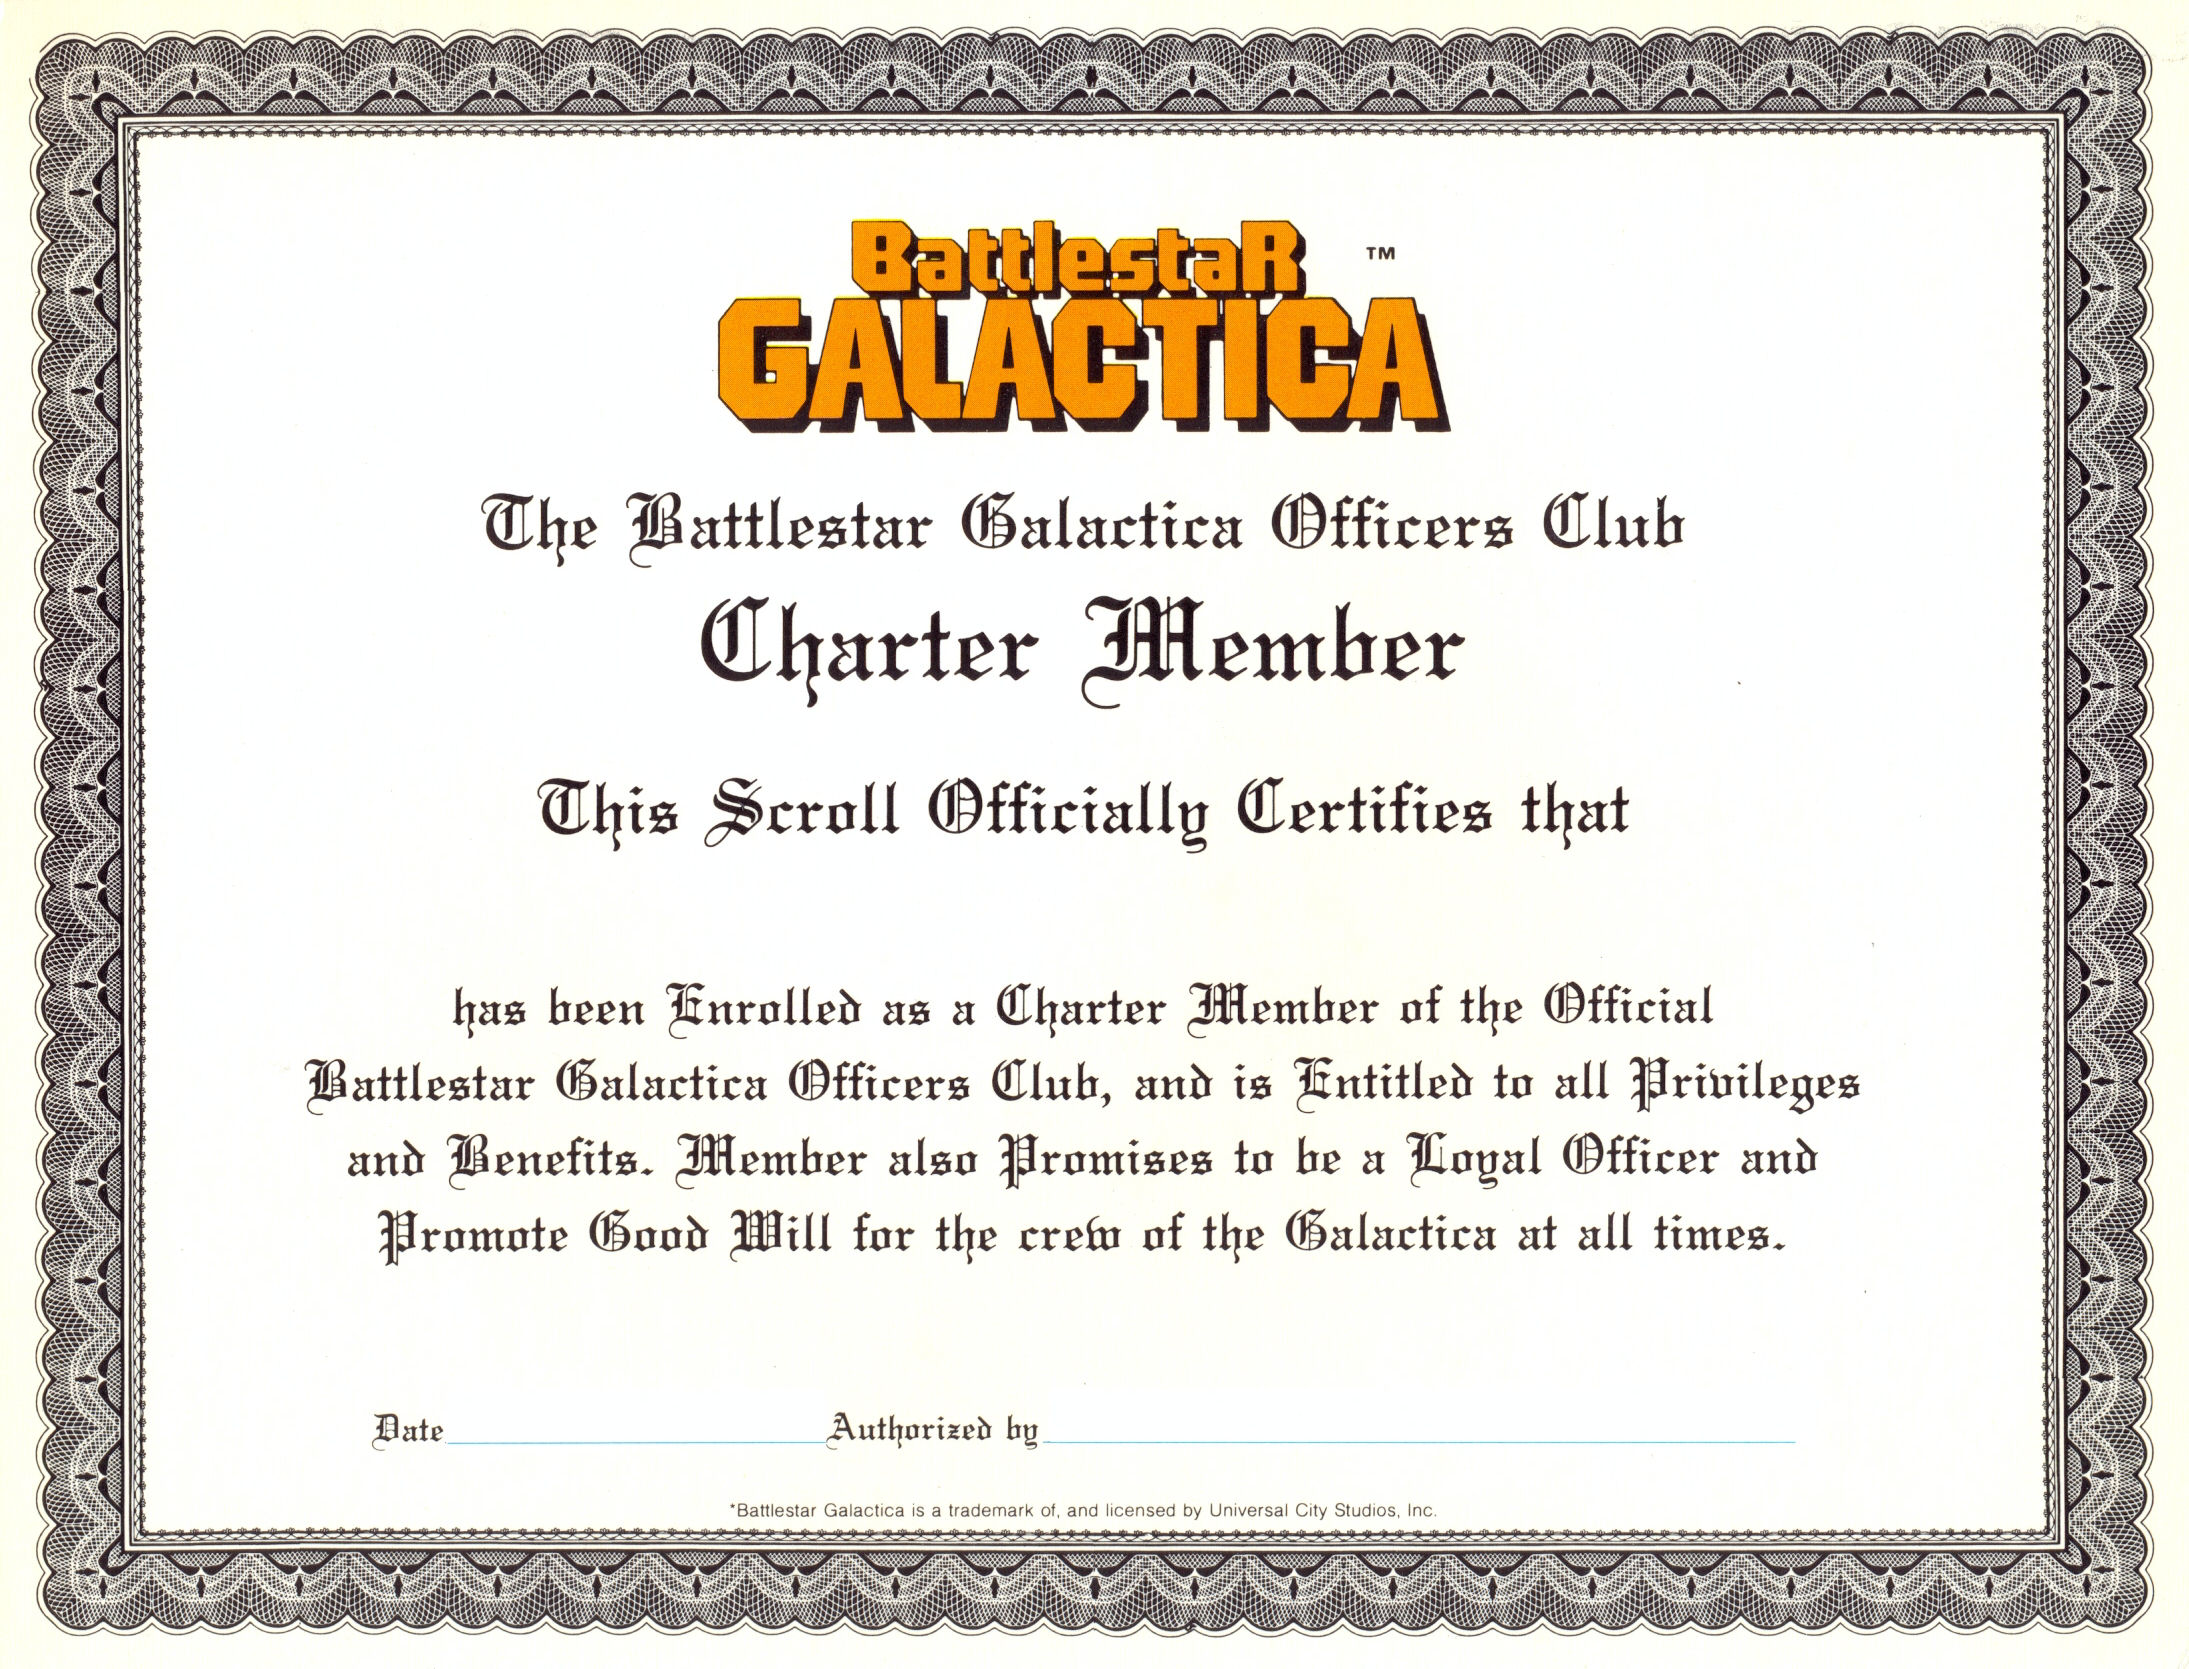 BattlestaR ™
GALACTICA
The Battlestar Galactica Officers Club
Charter Member
This Scroll Officially Certifies that
has been Enrolled as a Charter Member of the Official
Battlestar Galactica Officers Club, and is Entitled to all Privileges
and Benefits. Member also Promises to be a Loyal Officer and
Promote Good Will for the crew of the Galactica at all times.
Date Authorized by
*Battlestar Galactica is a trademark of, and licensed by Universal City Studios, Inc.